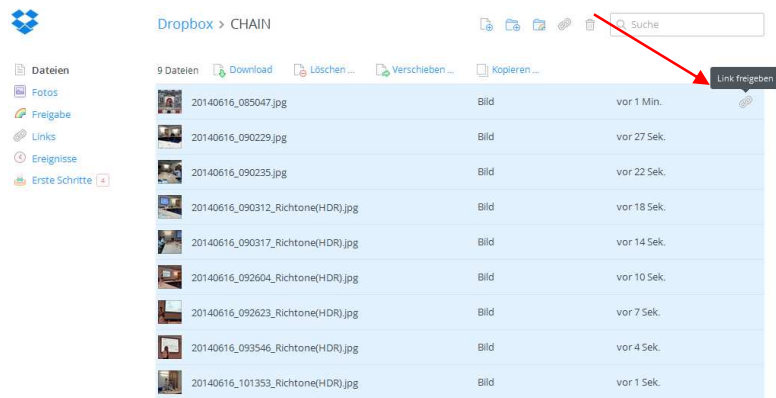 Dropbox > CHAIN
Suche
Dateien
Fotos
Freigabe
Links
Ereignisse
Erste Schritte 4
9 Dateien Download Löschen ... Verschieben ... Kopieren ...
Link freigeben
20140616_085047.jpg Bild vor 1 Min.
20140616_090229.jpg Bild vor 27 Sek.
20140616_090235.jpg Bild vor 22 Sek.
20140616_090312_Richtone(HDR).jpg Bild vor 18 Sek.
20140616_090317_Richtone(HDR).jpg Bild vor 14 Sek.
20140616_092604_Richtone(HDR).jpg Bild vor 10 Sek.
20140616_092623_Richtone(HDR).jpg Bild vor 7 Sek.
20140616_093546_Richtone(HDR).jpg Bild vor 4 Sek.
20140616_101353_Richtone(HDR).jpg Bild vor 1 Sek.